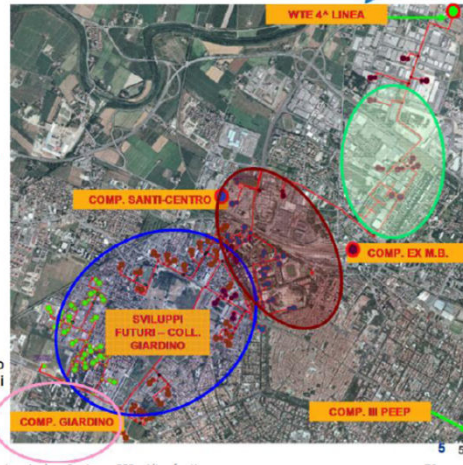 WTE 4^ LINEA
COMP. SANTI-CENTRO
COMP. EX M.B.
SVILUPPI
FUTURI – COLL.
GIARDINO
COMP. GIARDINO
COMP. III PEEP
5